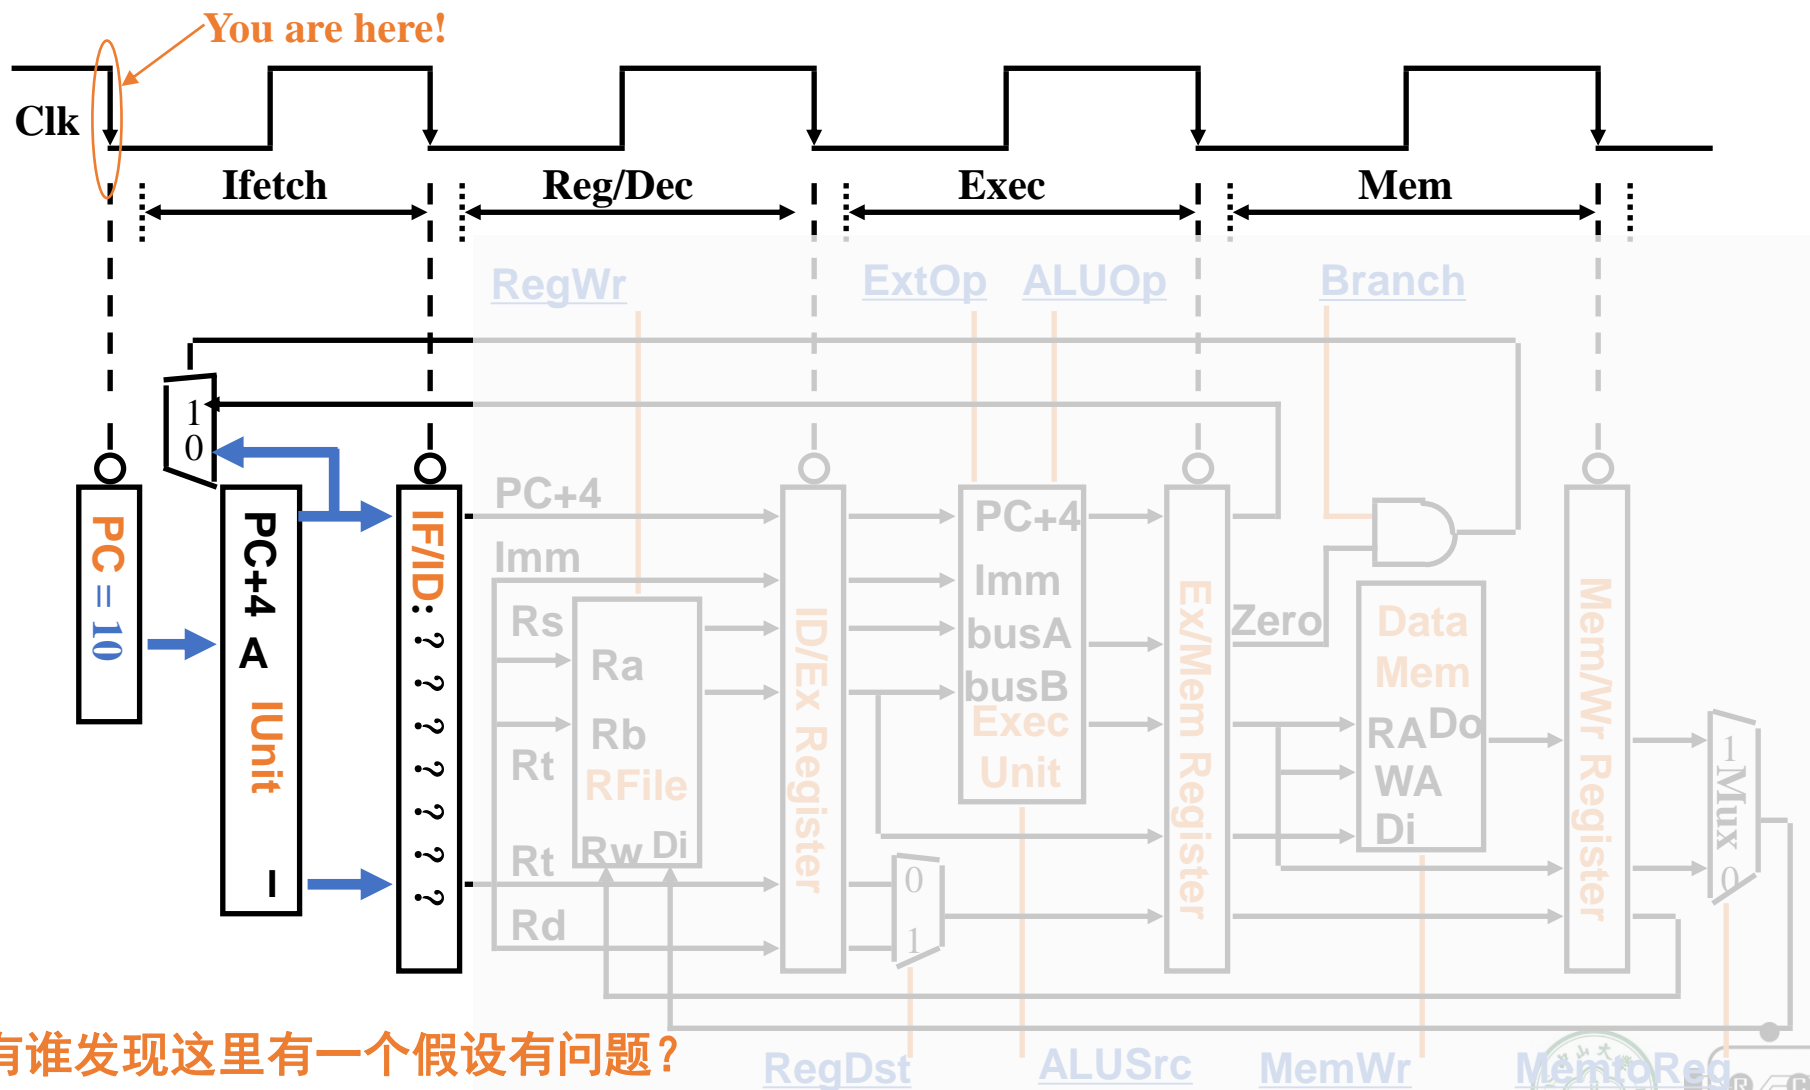 You are here!
Clk
Ifetch
Reg/Dec
Exec
Mem
RegWr
ExtOp
ALUOp
Branch
1
0
PC = 10
PC+4
A
IUnit
I
IF/ID: ? ? ? ? ? ? ?
PC+4
Imm
Rs
Rt
Rt
Rd
Ra
Rb
RFile
Rw
Di
ID/Ex Register
0
1
PC+4
Imm
busA
busB
Exec
Unit
Ex/Mem Register
Zero
Data
Mem
RA
Do
WA
Di
Mem/Wr Register
1
Mux
0
有谁发现这里有一个假设有问题？
RegDst
ALUSrc
MemWr
MemtoReg